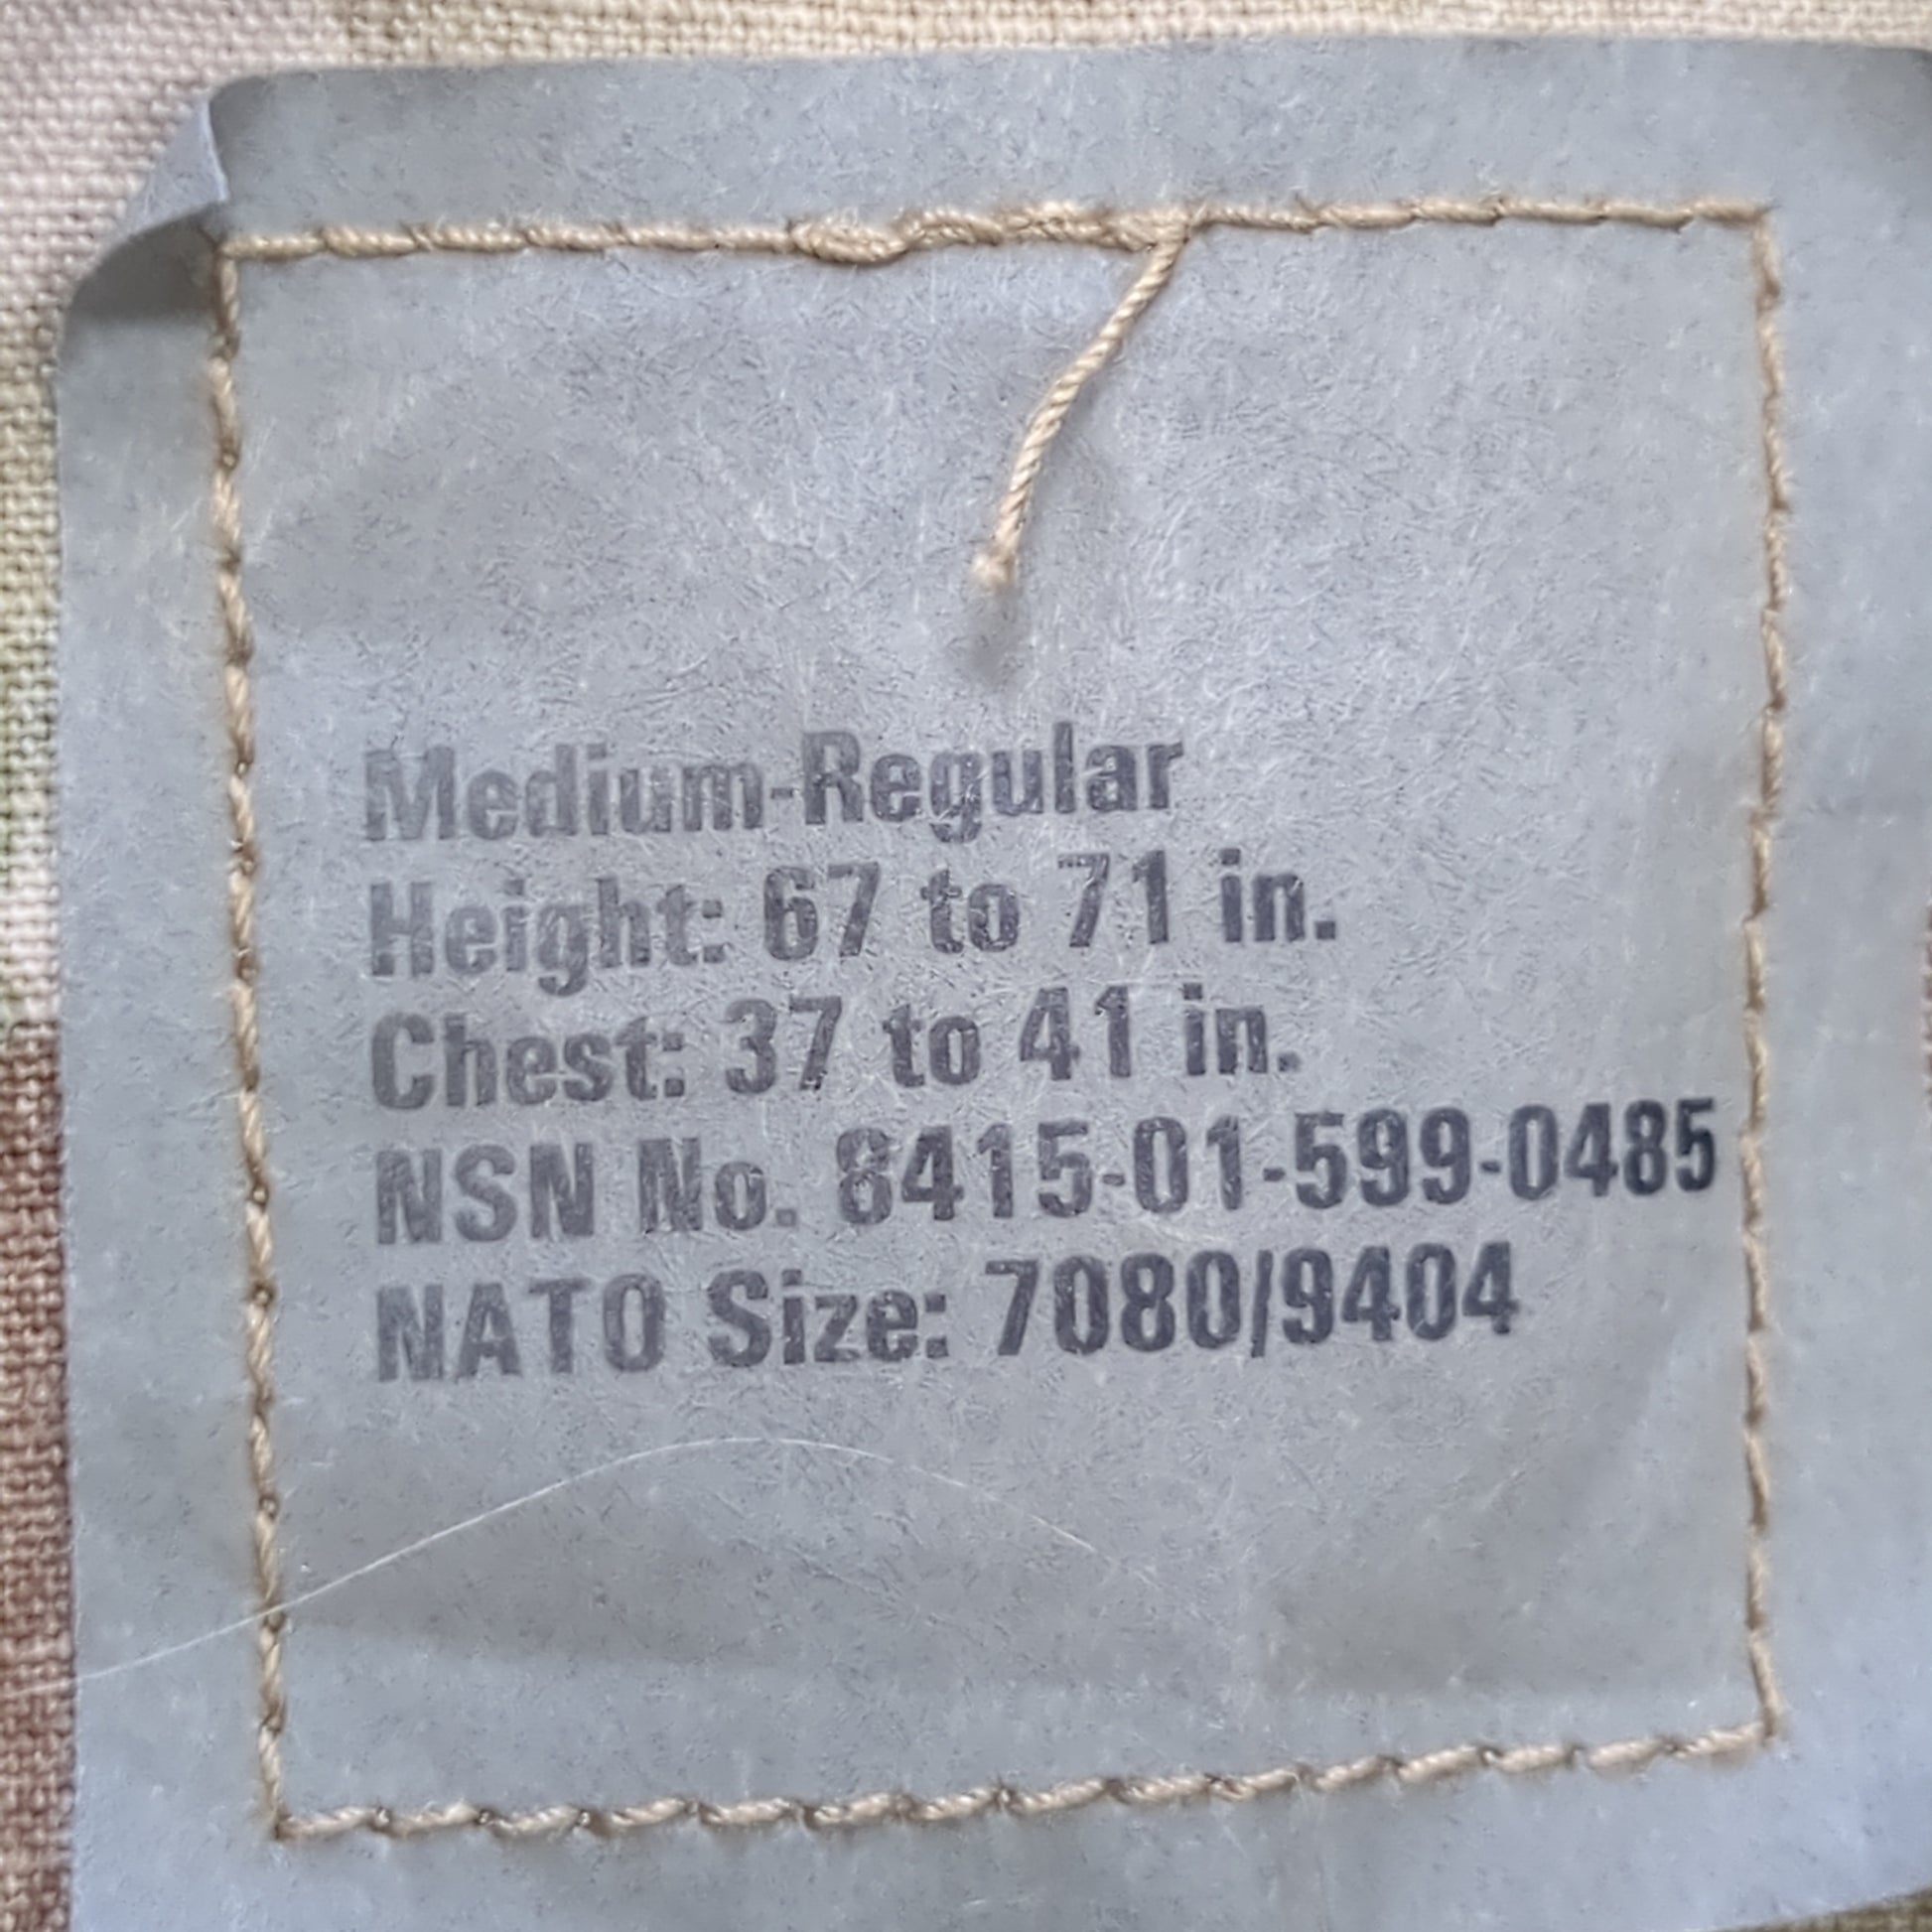 Medium-Regular
Height: 67 to 71 in.
Chest: 37 to 41 in.
NSN No. 8415-01-599-0485
NATO Size: 7080/9404